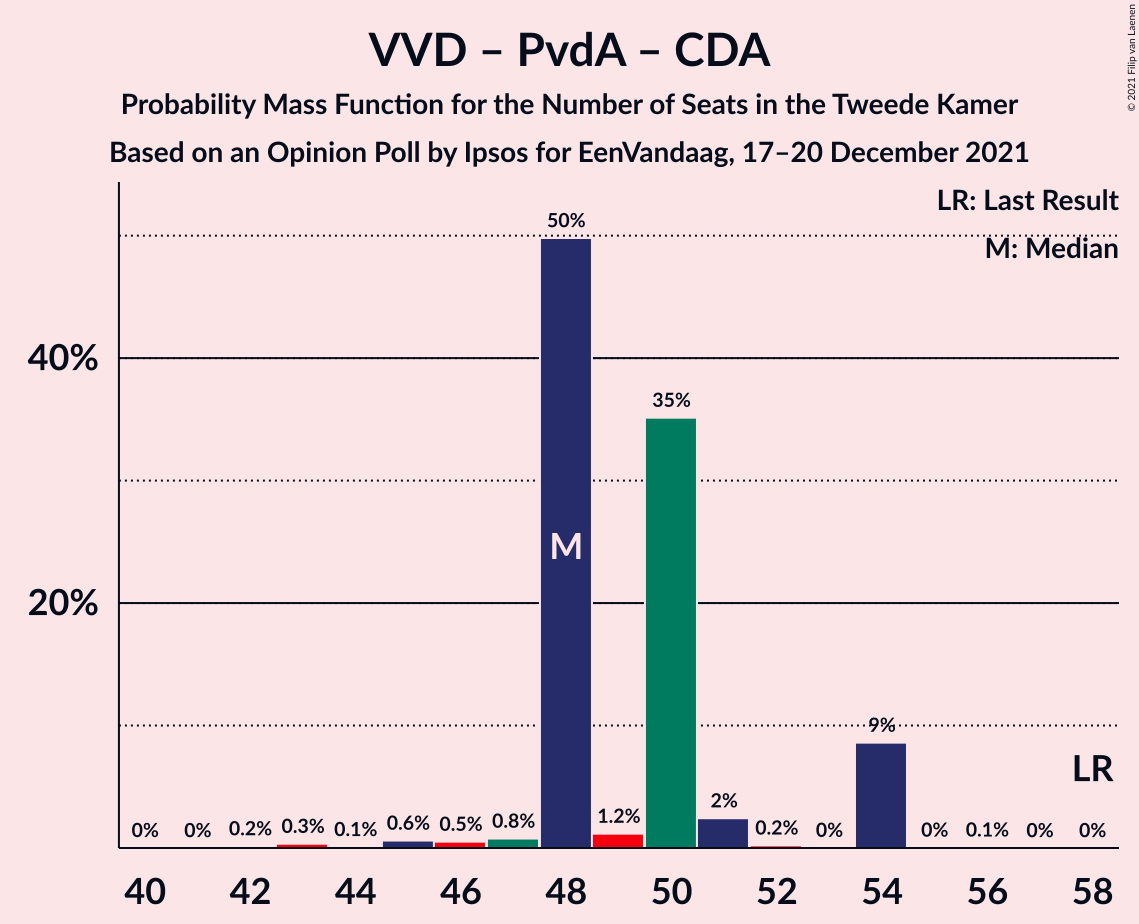 VVD – PvdA – CDA
Probability Mass Function for the Number of Seats in the Tweede Kamer
Based on an Opinion Poll by Ipsos for EenVandaag, 17–20 December 2021
© 2021 Filip van Laenen
LR: Last Result
M: Median
50%
40%
35%
M
20%
9%
LR
0% 0% 0.2% 0.3% 0.1% 0.6% 0.5% 0.8% 1.2% 2% 0.2% 0% 0% 0.1% 0% 0%
40 42 44 46 48 50 52 54 56 58